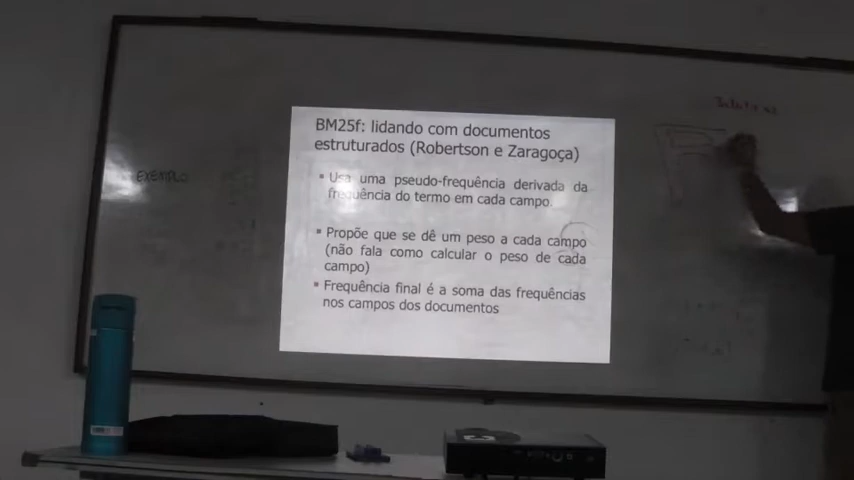 BM25f: lidando com documentos
estruturados (Robertson e Zaragoça)
Usa uma pseudo-frequência derivada da
frequência do termo em cada campo.
Propõe que se dê um peso a cada campo
(não fala como calcular o peso de cada
campo)
Frequência final é a soma das frequências
nos campos dos documentos
EXEMPLO